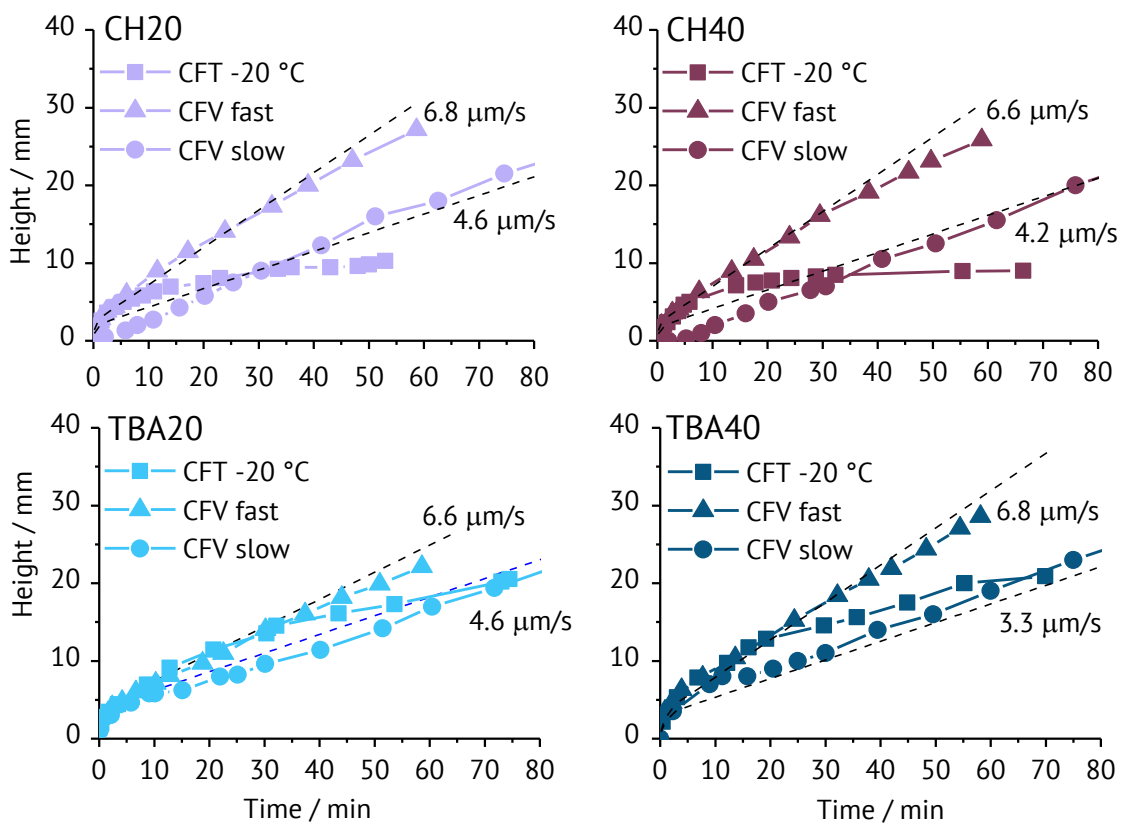 CH20
CFT -20 °C
CFV fast
CFV slow
6.8 μm/s
4.6 μm/s
Height / mm
40
30
20
10
0
0 10 20 30 40 50 60 70 80
CH40
CFT -20 °C
CFV fast
CFV slow
6.6 μm/s
4.2 μm/s
40
30
20
10
0
0 10 20 30 40 50 60 70 80
TBA20
CFT -20 °C
CFV fast
CFV slow
6.6 μm/s
4.6 μm/s
Height / mm
40
30
20
10
0
0 10 20 30 40 50 60 70 80
Time / min
TBA40
CFT -20 °C
CFV fast
CFV slow
6.8 μm/s
3.3 μm/s
40
30
20
10
0
0 10 20 30 40 50 60 70 80
Time / min